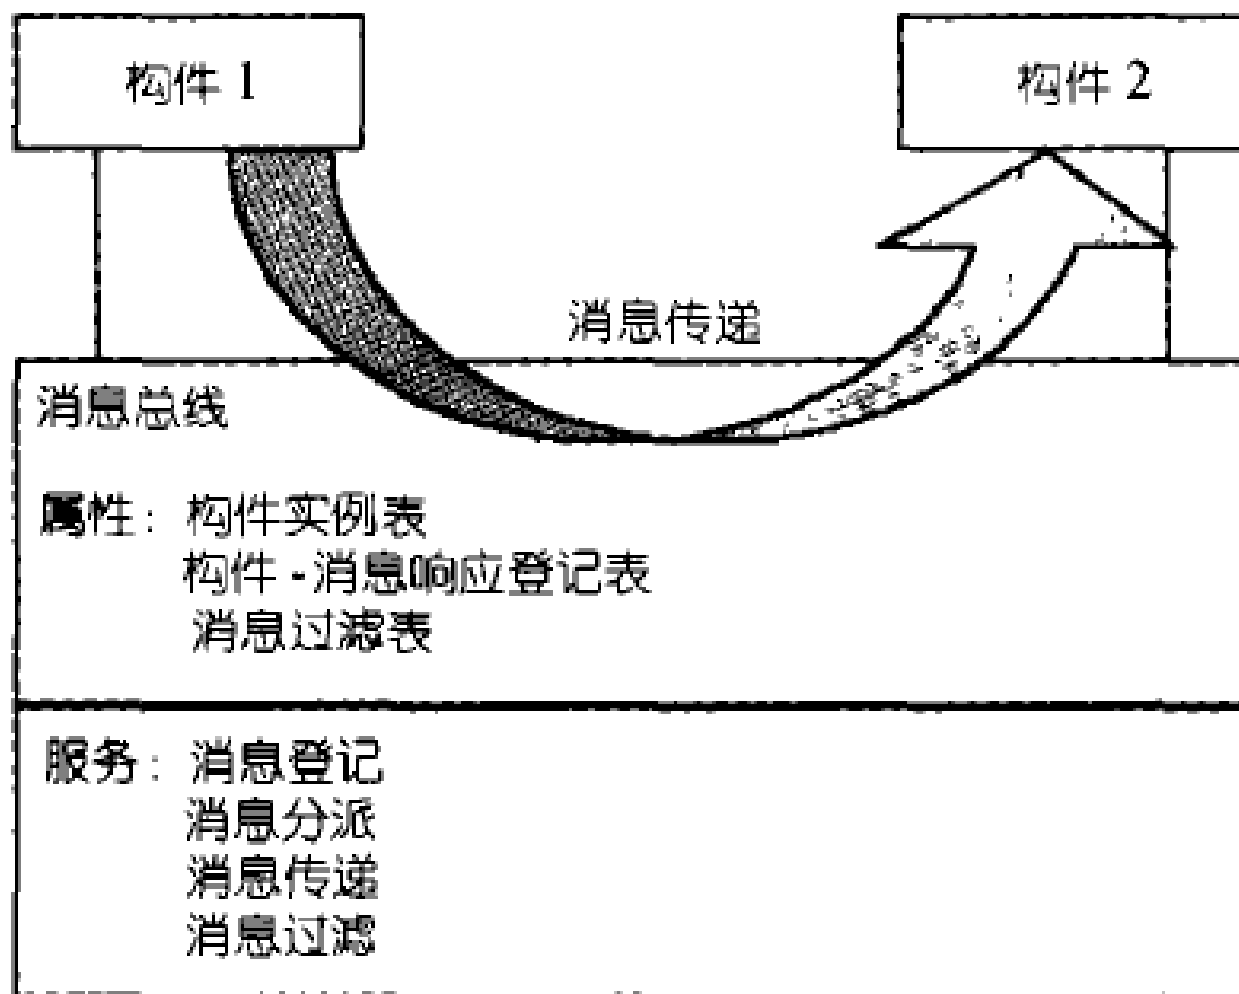 构件 1
构件 2
消息传递
消息总线
属性：构件实例表
构件-消息响应登记表
消息过滤表
服务：消息登记
消息分派
消息传递
消息过滤